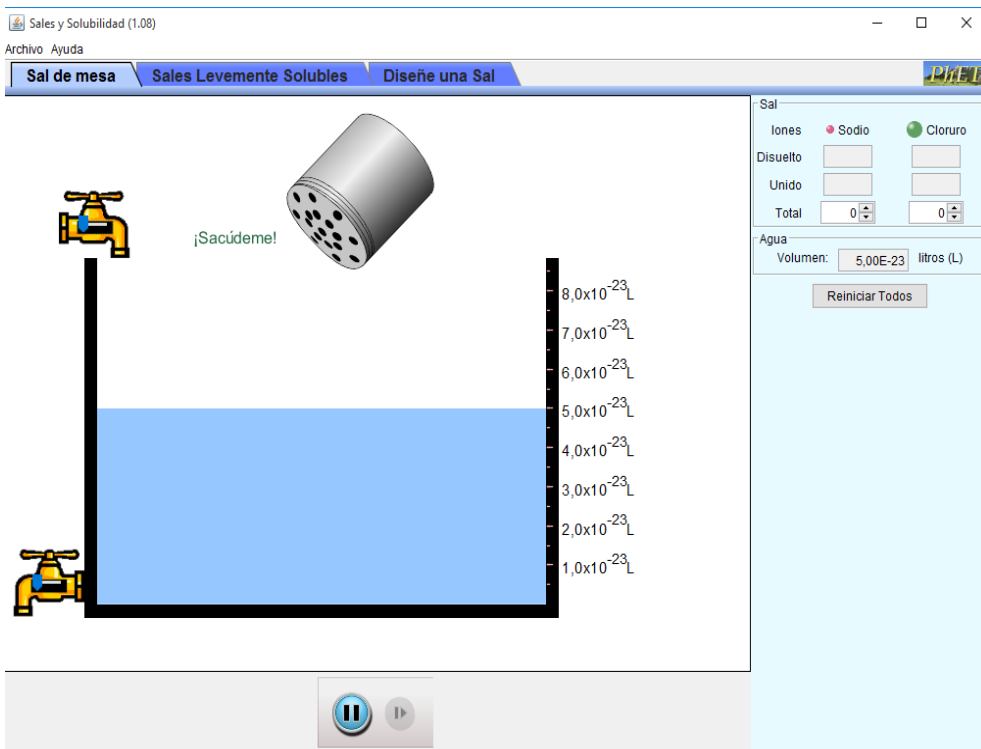 Sales y Solubilidad (1.08)
Archivo Ayuda
Sal de mesa Sales Levemente Solubles Diseñe una Sal
PhET
Sal
Iones Sodio Cloruro
Disuelto
Unido
Total 0 0
Agua
Volumen: 5,00E-23 litros (L)
Reiniciar Todos
¡Sacúdeme!
8,0x10⁻²³L
7,0x10⁻²³L
6,0x10⁻²³L
5,0x10⁻²³L
4,0x10⁻²³L
3,0x10⁻²³L
2,0x10⁻²³L
1,0x10⁻²³L